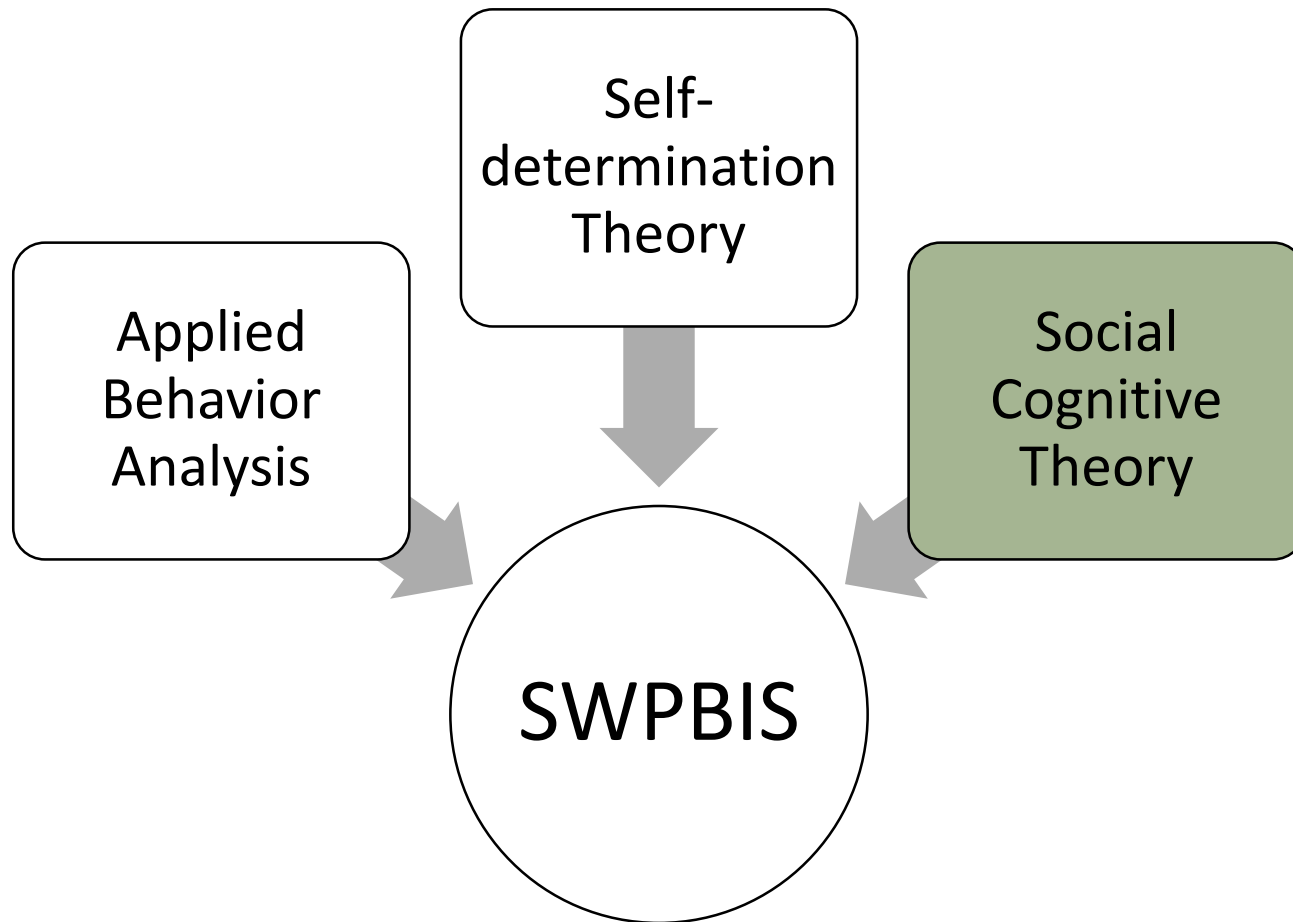 Self-
determination
Theory
Applied
Behavior
Analysis
Social
Cognitive
Theory
SWPBIS